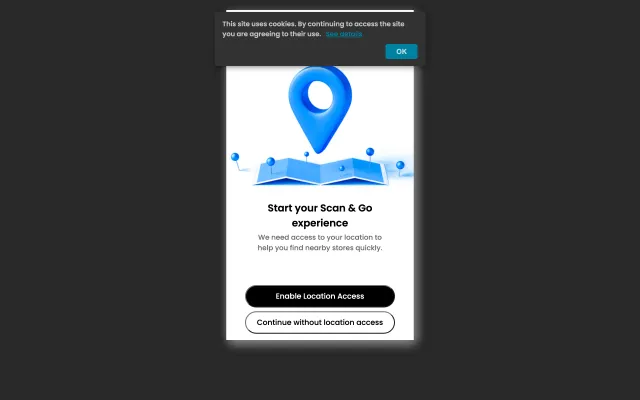 This site uses cookies. By continuing to access the site
you are agreeing to their use. See details
OK
Start your Scan & Go
experience
We need access to your location to
help you find nearby stores quickly.
Enable Location Access
Continue without location access